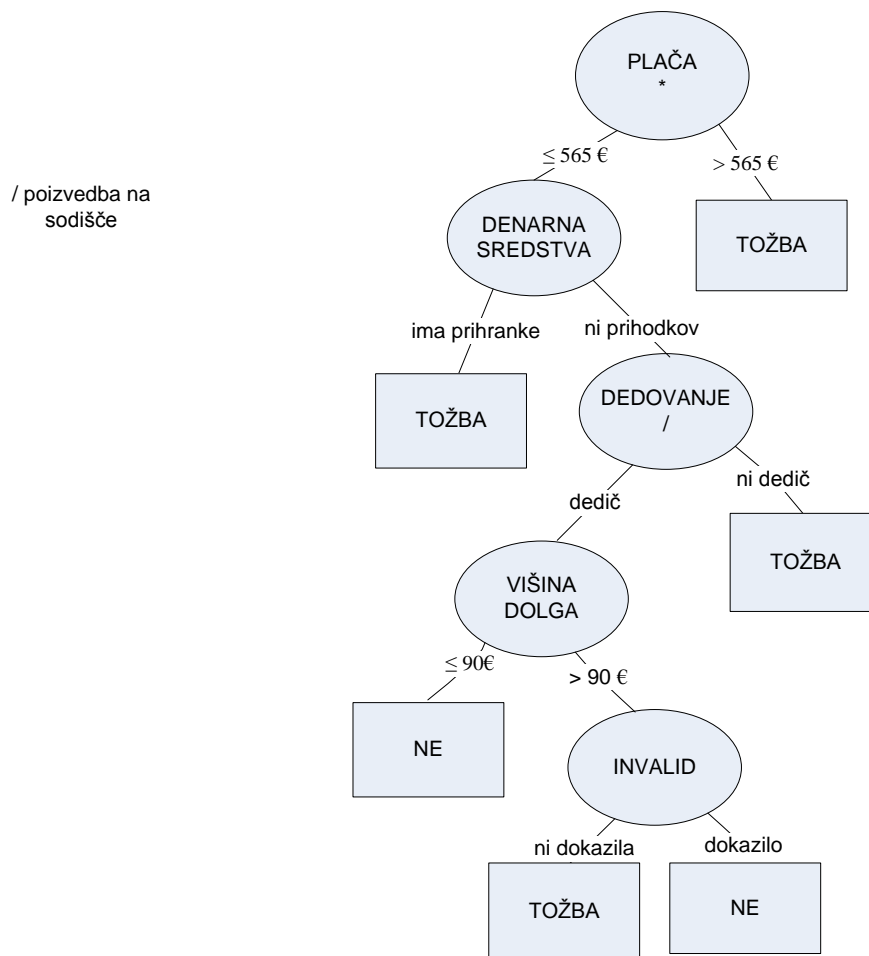 PLAČA
*
≤ 565 €
> 565 €
/ poizvedba na
sodišče
DENARNA
SREDSTVA
TOŽBA
ima prihranke
ni prihodkov
TOŽBA
DEDOVANJE
/
dedič
ni dedič
TOŽBA
VIŠINA
DOLGA
≤ 90€
> 90 €
NE
INVALID
ni dokazila
dokazilo
TOŽBA
NE